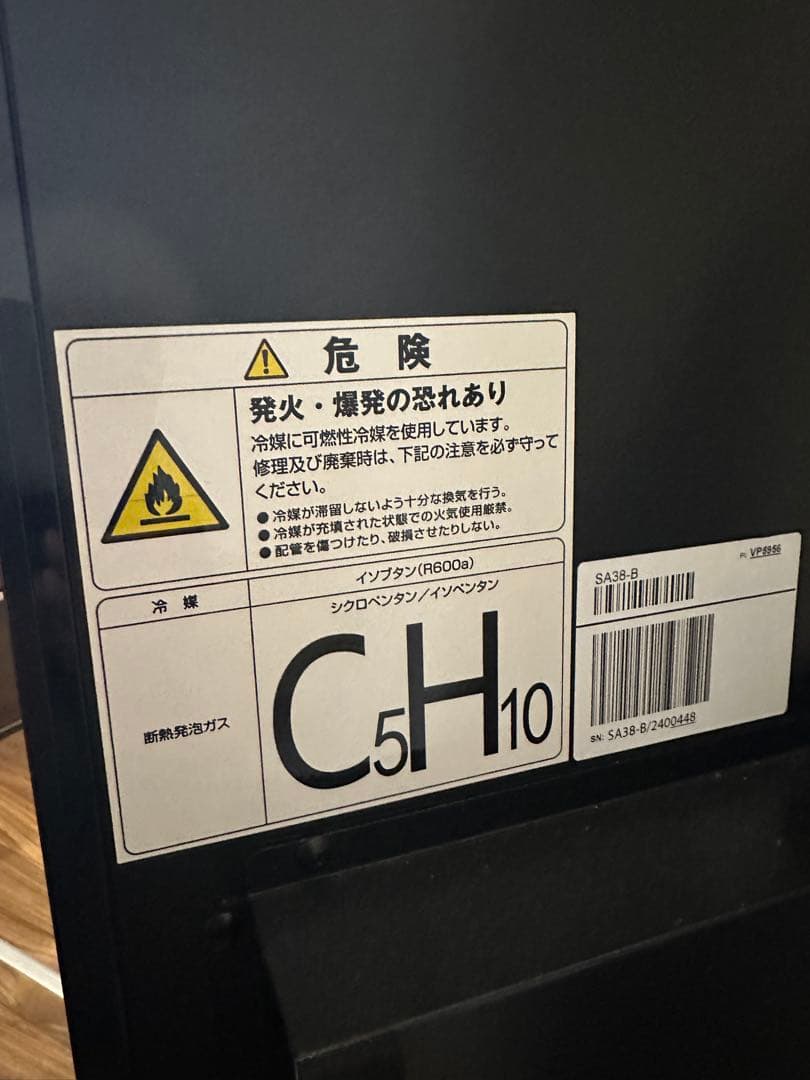 危 険
発火・爆発の恐れあり
冷媒に可燃性冷媒を使用しています。
修理及び廃棄時は、下記の注意を必ず守って
ください。
●冷媒が滞留しないよう十分な換気を行う。
●冷媒が充填された状態での火気使用厳禁。
●配管を傷つけたり、破損させたりしない。
冷 媒
イソブタン(R600a)
断熱発泡ガス
シクロペンタン/イソペンタン
C5H10
SA38-B
VP5956
SN: SA38-B/2400448